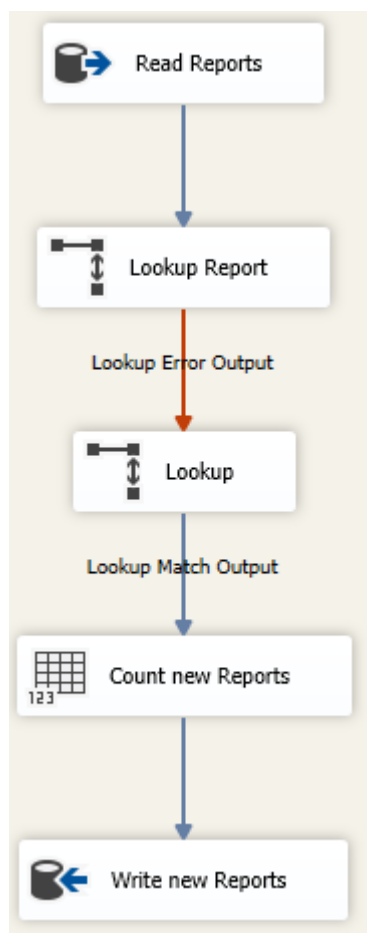 Read Reports
Lookup Report
Lookup Error Output
Lookup
Lookup Match Output
123
Count new Reports
Write new Reports